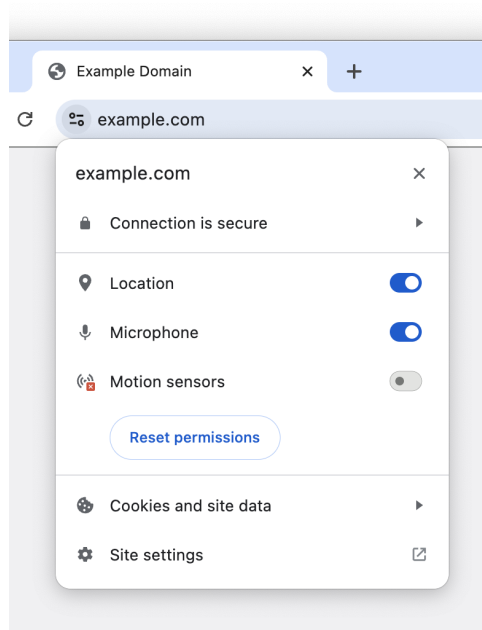 Example Domain
example.com
example.com
Connection is secure
Location
Microphone
Motion sensors
Reset permissions
Cookies and site data
Site settings